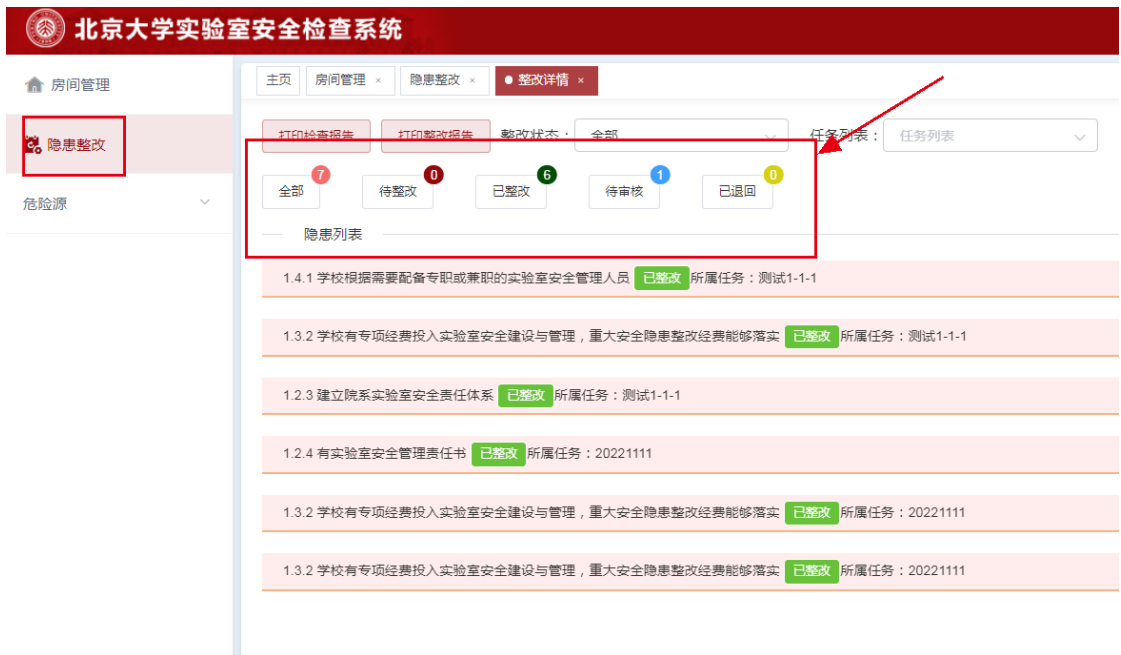 北京大学实验室安全检查系统
房间管理
隐患整改
危险源
主页 房间管理 × 隐患整改 × 整改详情 ×
打印检查报告 打印整改报告 整改状态： 全部 任务列表： 任务列表
全部 7 待整改 0 已整改 6 待审核 1 已退回 0
隐患列表
1.4.1 学校根据需要配备专职或兼职的实验室安全管理人员 已整改 所属任务：测试1-1-1
1.3.2 学校有专项经费投入实验室安全建设与管理，重大安全隐患整改经费能够落实 已整改 所属任务：测试1-1-1
1.2.3 建立院系实验室安全责任体系 已整改 所属任务：测试1-1-1
1.2.4 有实验室安全管理责任书 已整改 所属任务：20221111
1.3.2 学校有专项经费投入实验室安全建设与管理，重大安全隐患整改经费能够落实 已整改 所属任务：20221111
1.3.2 学校有专项经费投入实验室安全建设与管理，重大安全隐患整改经费能够落实 已整改 所属任务：20221111